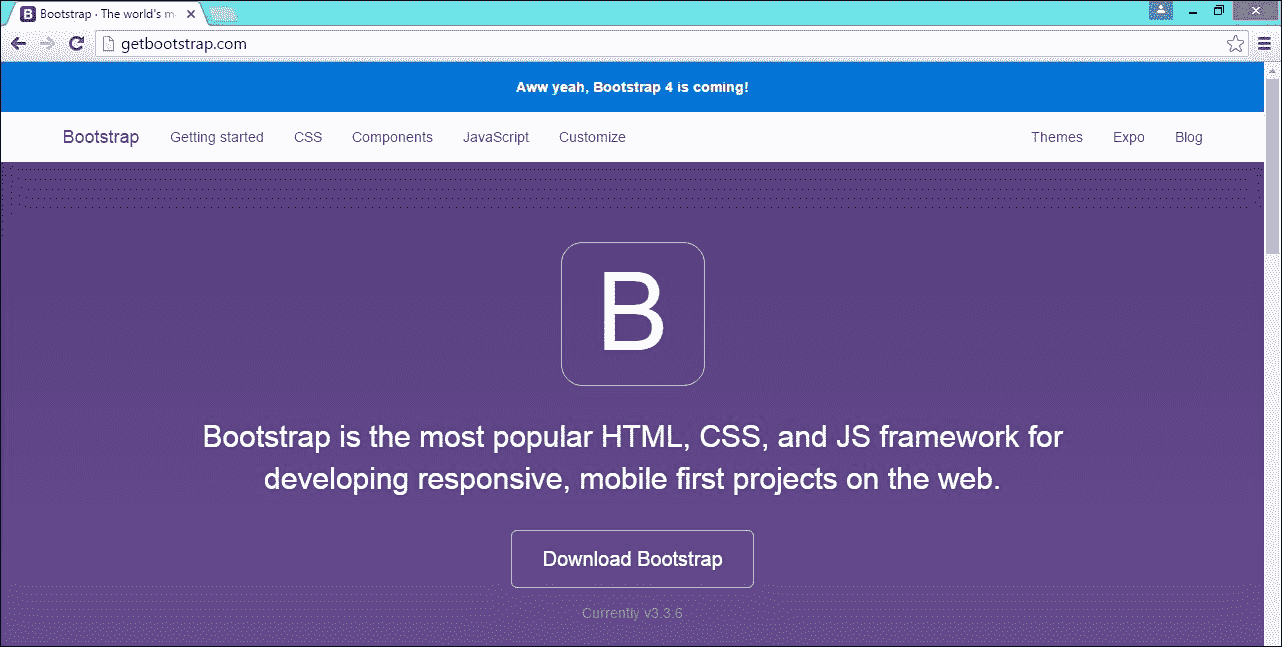 Bootstrap · The world's m
getbootstrap.com
Aww yeah, Bootstrap 4 is coming!
Bootstrap Getting started CSS Components JavaScript Customize Themes Expo Blog
B
Bootstrap is the most popular HTML, CSS, and JS framework for
developing responsive, mobile first projects on the web.
Download Bootstrap
Currently v3.3.6